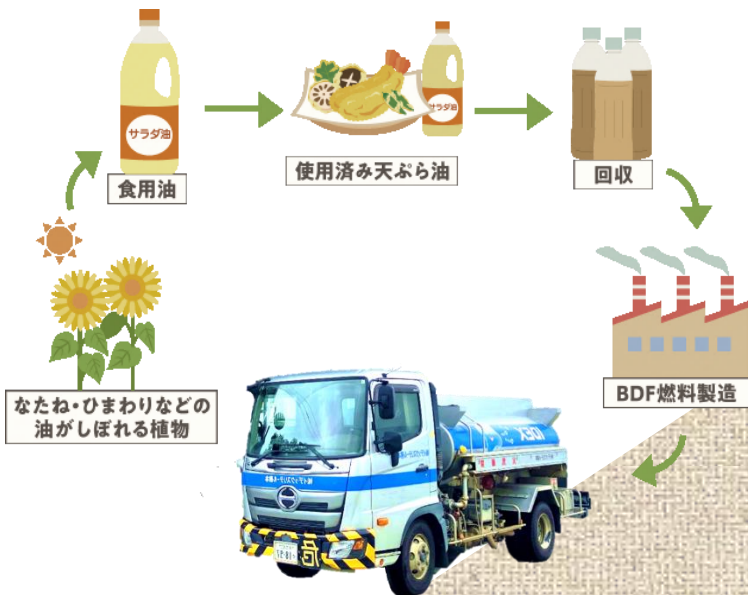 サラダ油
食用油
サラダ油
使用済み天ぷら油
回収
なたね・ひまわりなどの
油がしぼれる植物
BDF燃料製造